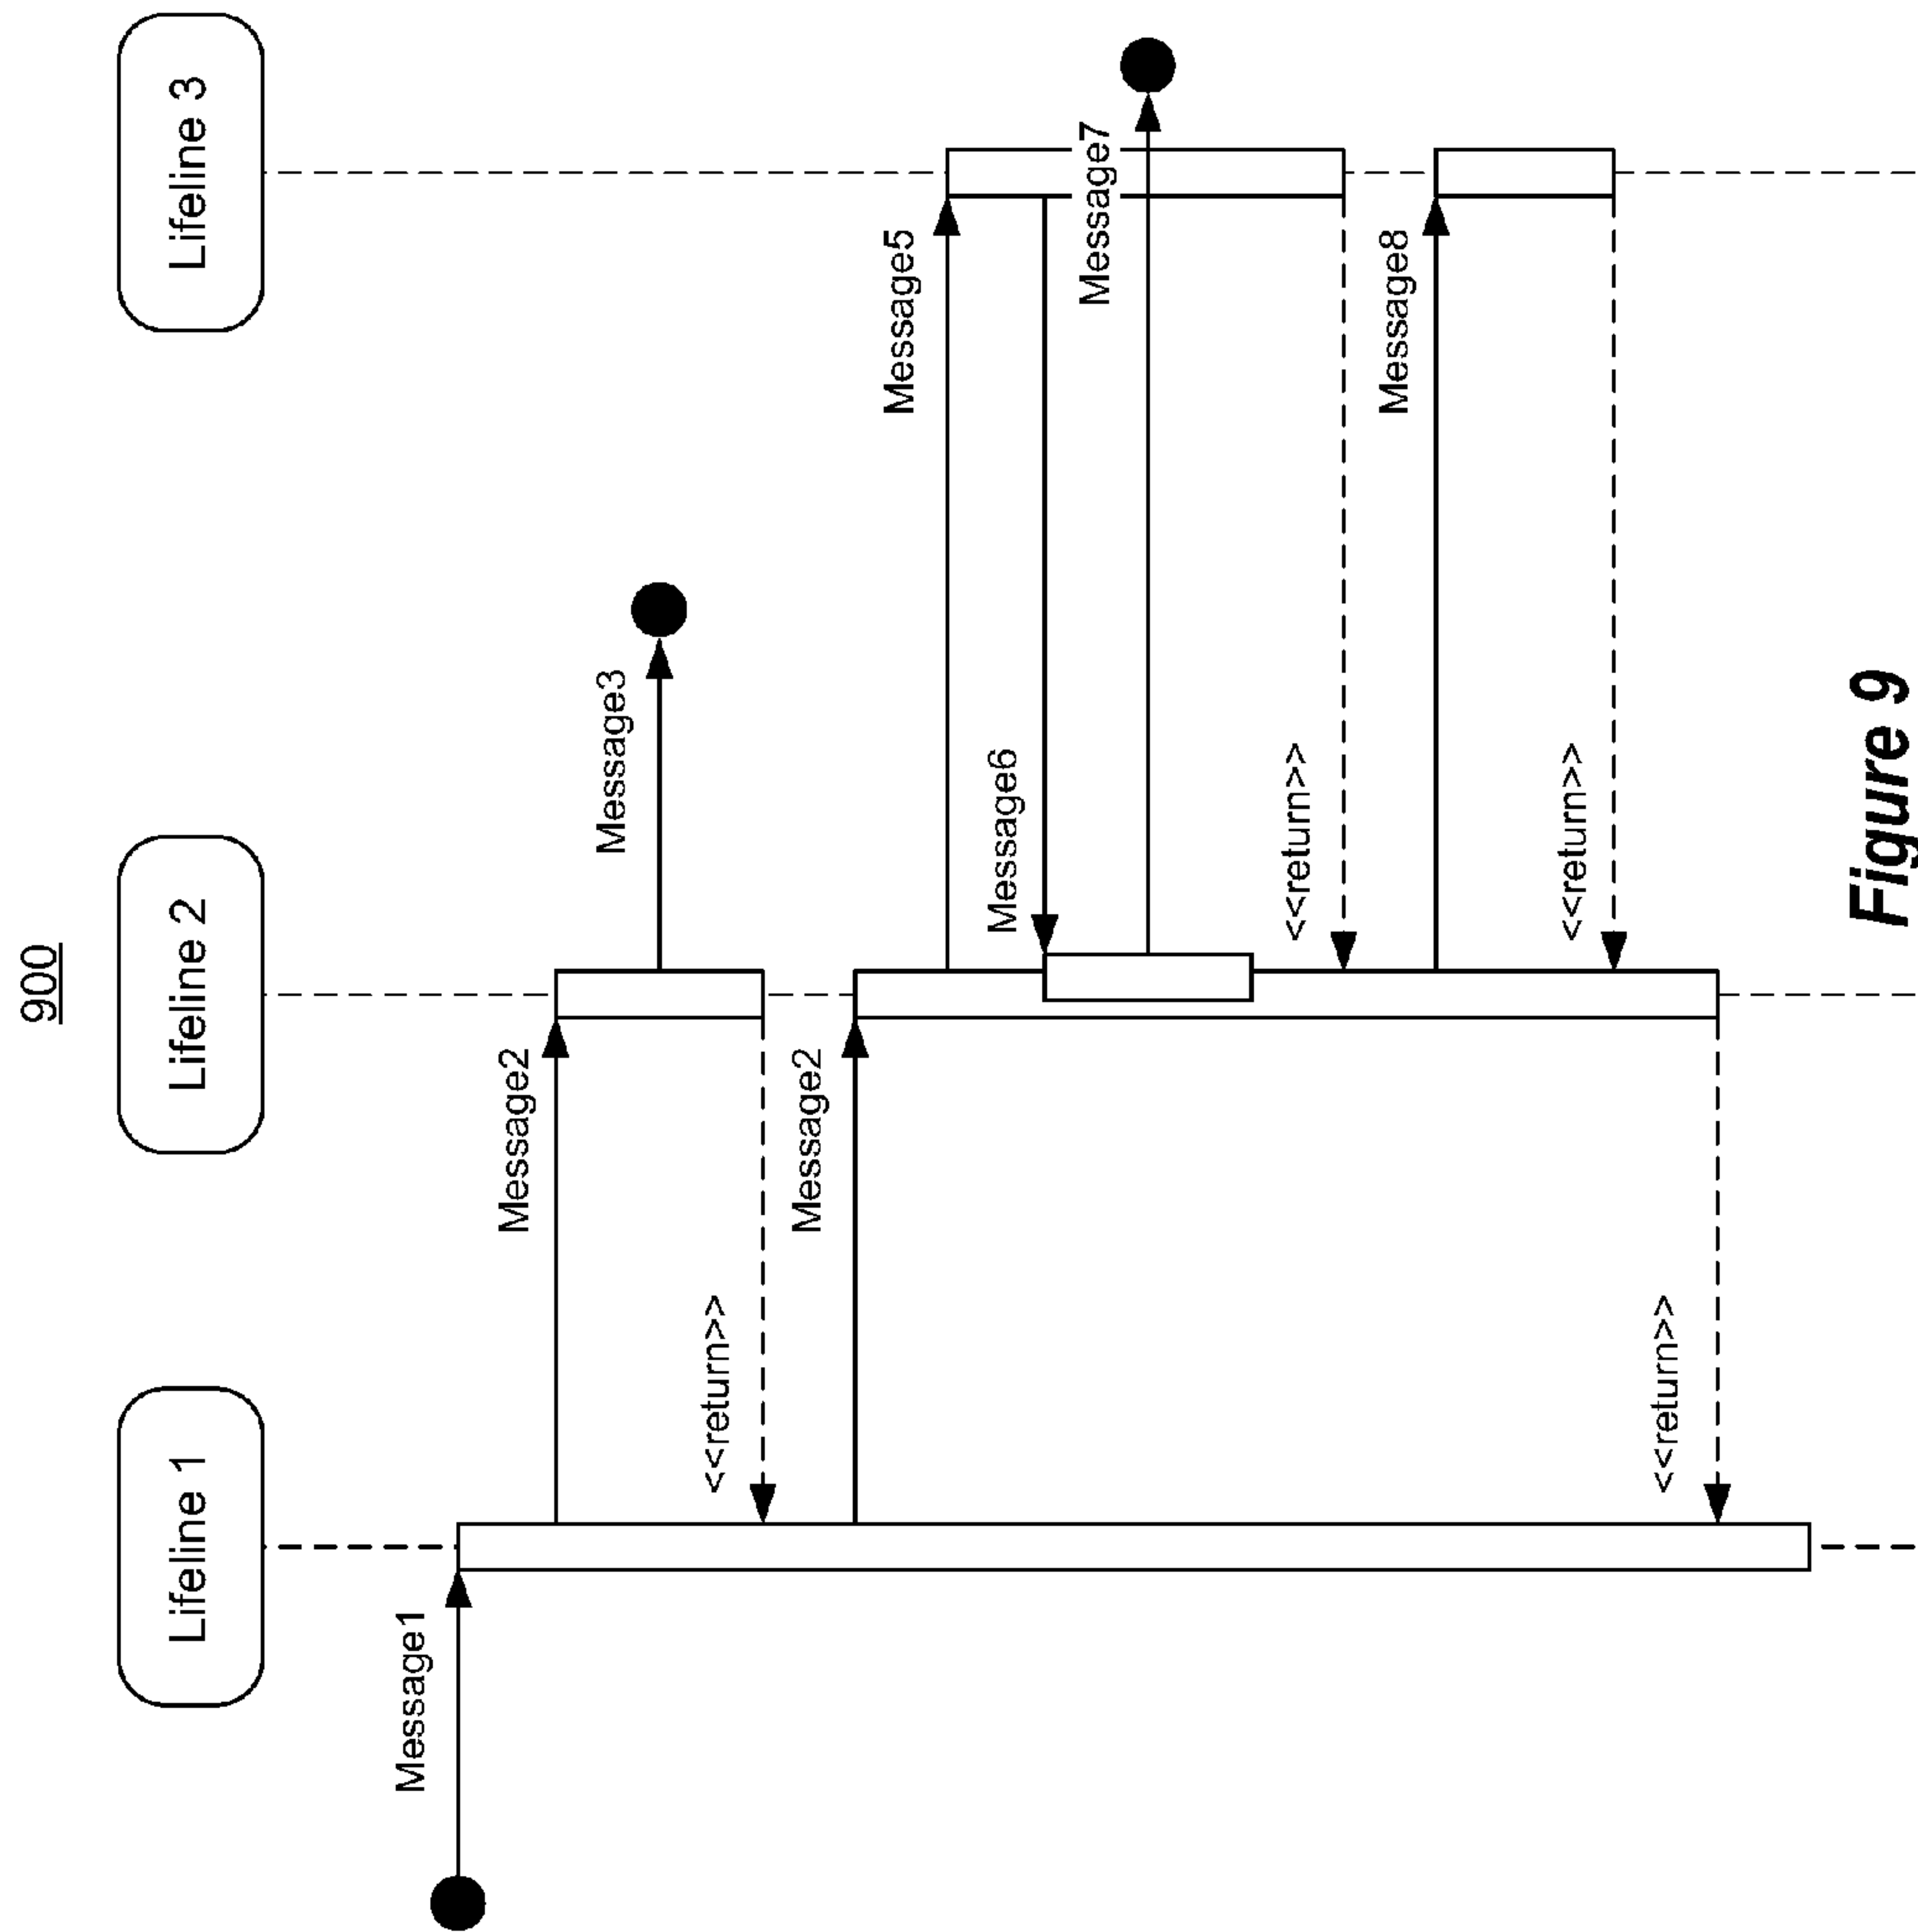 900
Lifeline 1
Lifeline 2
Lifeline 3
Message1
Message2
Message3
<<return>>
Message2
Message5
Message6
Message7
<<return>>
Message8
<<return>>
<<return>>
Figure 9